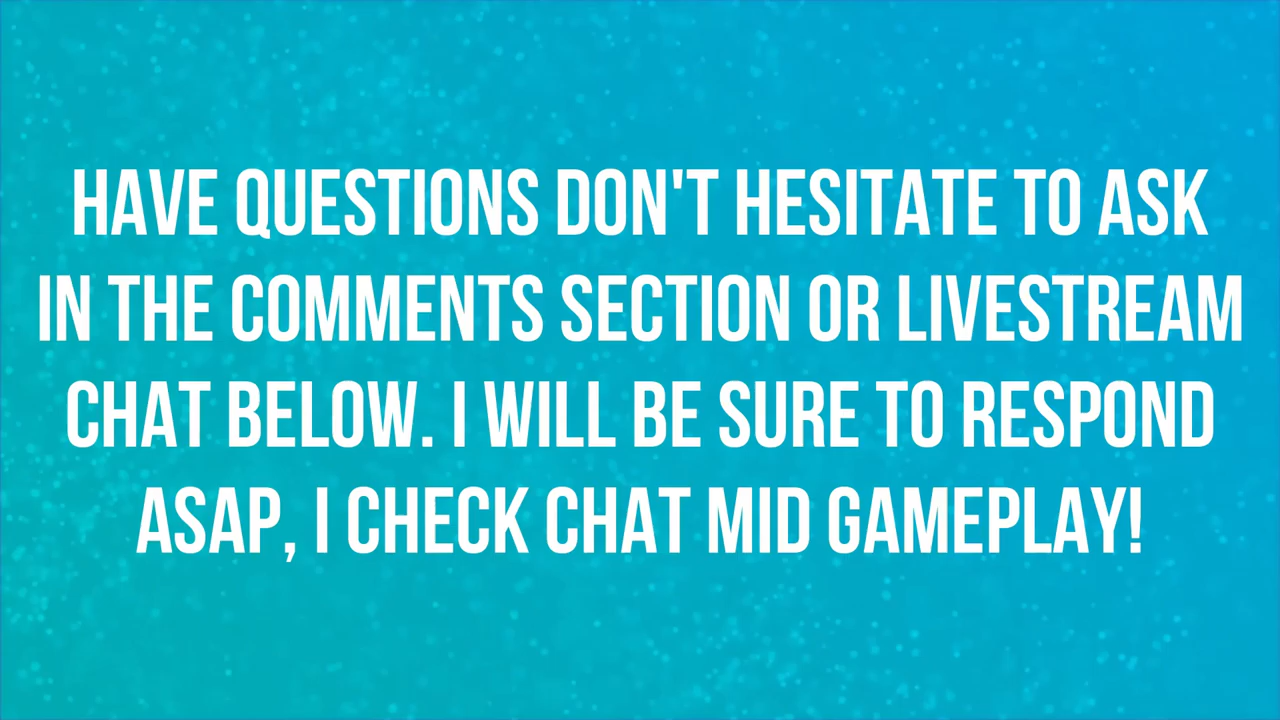 HAVE QUESTIONS DON'T HESITATE TO ASK
IN THE COMMENTS SECTION OR LIVESTREAM
CHAT BELOW. I WILL BE SURE TO RESPOND
ASAP, I CHECK CHAT MID GAMEPLAY!